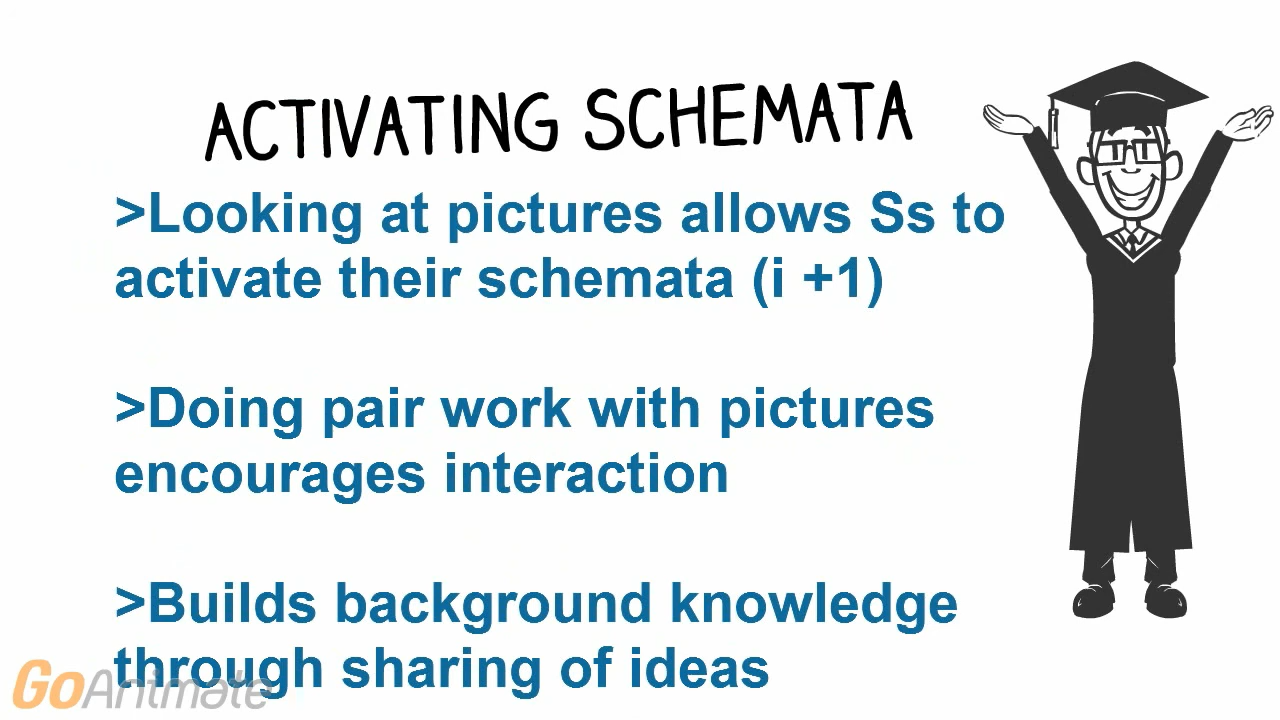 ACTIVATING SCHEMATA
>Looking at pictures allows Ss to
activate their schemata (i +1)
>Doing pair work with pictures
encourages interaction
>Builds background knowledge
through sharing of ideas
GoAnimate